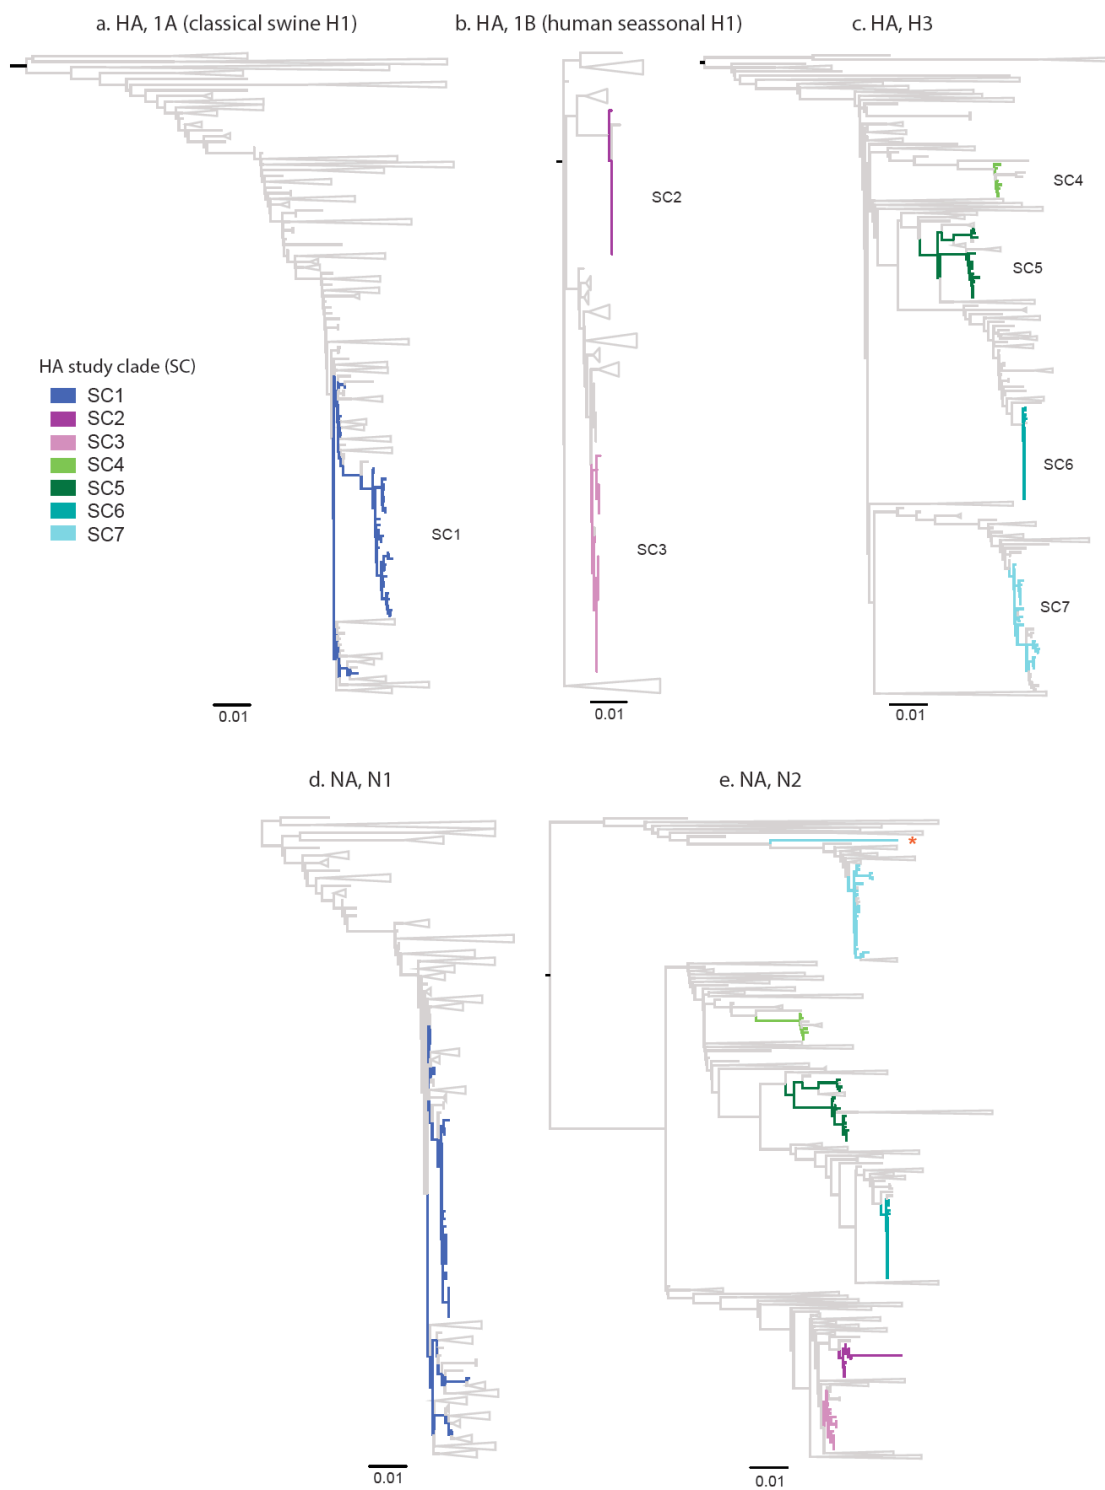 a. HA, 1A (classical swine H1)
b. HA, 1B (human seassonal H1)
c. HA, H3
SC4
SC2
SC5
HA study clade (SC)
SC1
SC2
SC3
SC4
SC5
SC6
SC7
SC6
SC1
SC3
SC7
0.01
0.01
0.01
d. NA, N1
e. NA, N2
*
0.01
0.01